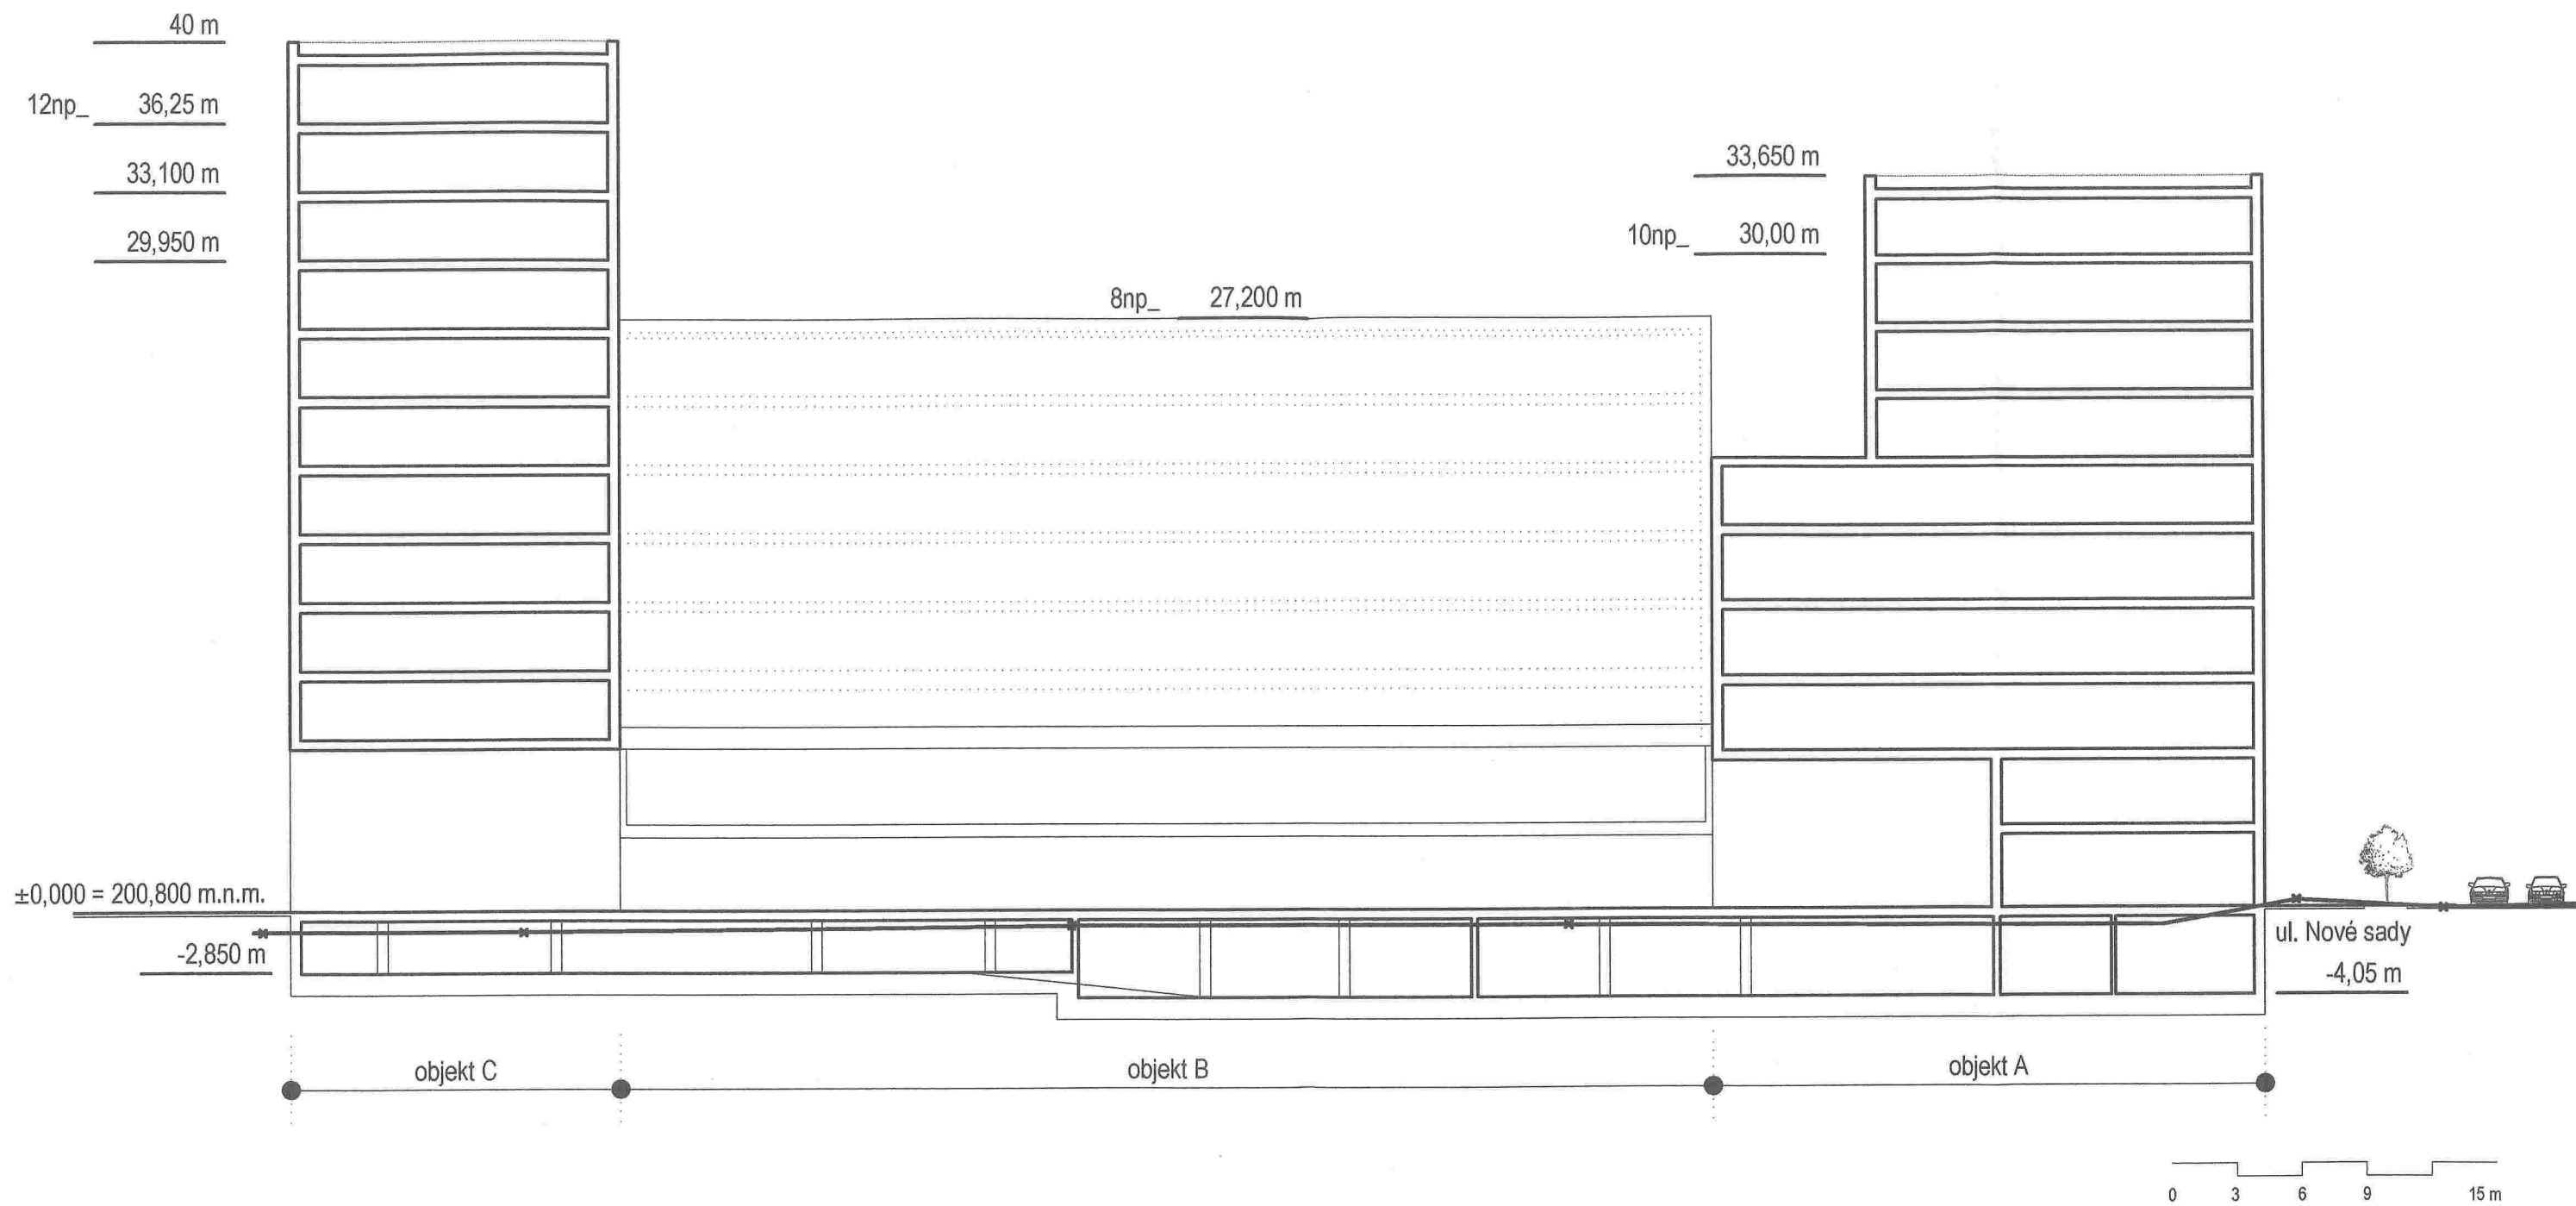 40 m
12np_ 36,25 m
33,100 m
29,950 m
33,650 m
10np_ 30,00 m
8np_ 27,200 m
±0,000 = 200,800 m.n.m.
-2,850 m
ul. Nové sady
-4,05 m
objekt C
objekt B
objekt A
0 3 6 9 15 m